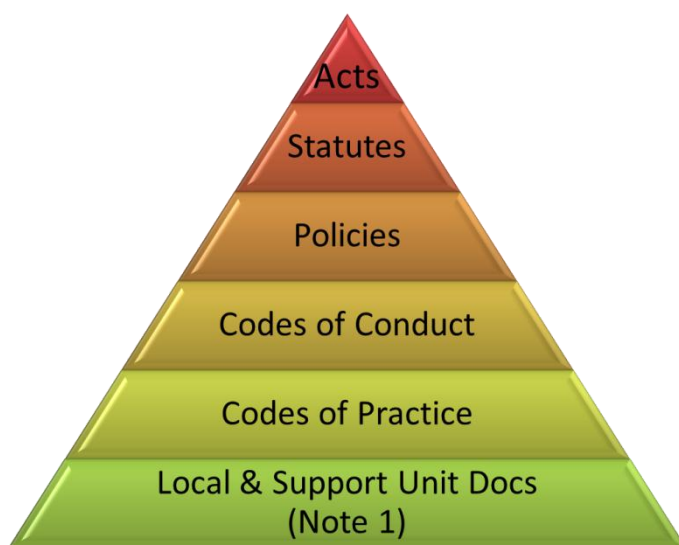 Acts
Statutes
Policies
Codes of Conduct
Codes of Practice
Local & Support Unit Docs
(Note 1)